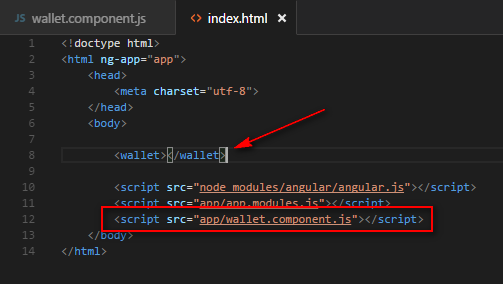 JS wallet.component.js
<> index.html ×
1 <!doctype html>
2 <html ng-app="app">
3 <head>
4 <meta charset="utf-8">
5 </head>
6 <body>
7
8 <wallet></wallet>
9
10 <script src="node_modules/angular/angular.js"></script>
11 <script src="app/app.modules.js"></script>
12 <script src="app/wallet.component.js"></script>
13 </body>
14 </html>